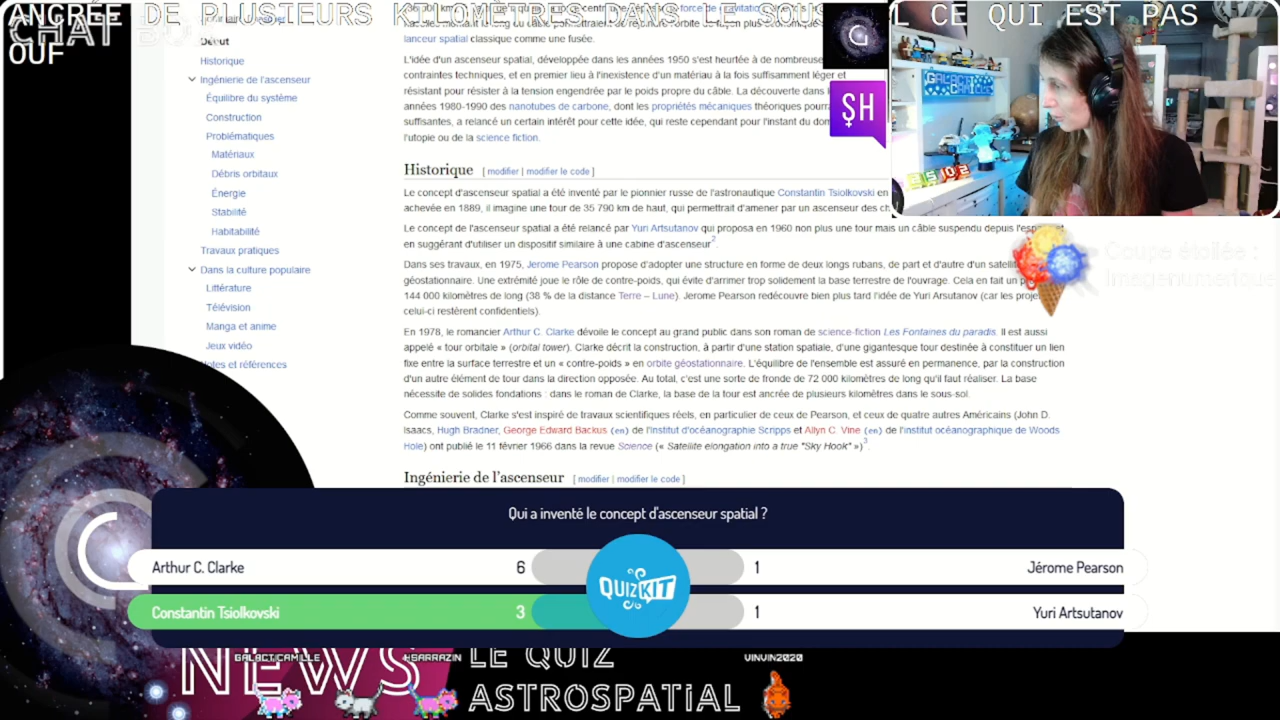 ANCRÉE DE PLUSIEURS KILOMÈTRES DANS LE SOUS L CE QUI EST PAS
OUF
CHAT
Début
Historique
Ingénierie de l'ascenseur
Équilibre du système
Construction
Problématiques
Matériaux
Débris orbitaux
Énergie
Stabilité
Habitabilité
Travaux pratiques
Dans la culture populaire
Littérature
Télévision
Manga et anime
Jeux vidéo
Notes et références
lanceur spatial classique comme une fusée.
L'idée d'un ascenseur spatial, développée dans les années 1950 s'est heurtée à de nombreuse
contraintes techniques, et en premier lieu à l'inexistence d'un matériau à la fois suffisamment léger et
résistant pour résister à la tension engendrée par le poids propre du câble. La découverte dans l
années 1980-1990 des nanotubes de carbone, dont les propriétés mécaniques théoriques pourra
suffisantes, a relancé un certain intérêt pour cette idée, qui reste cependant pour l'instant du dom
l'utopie ou de la science fiction.
Historique [ modifier | modifier le code ]
Le concept d'ascenseur spatial a été inventé par le pionnier russe de l'astronautique Constantin Tsiolkovski en
achevée en 1889, il imagine une tour de 35 790 km de haut, qui permettrait d'amener par un ascenseur des ch
Le concept de l'ascenseur spatial a été relancé par Yuri Artsutanov qui proposa en 1960 non plus une tour mais un câble suspendu depuis l'espace
en suggérant d'utiliser un dispositif similaire à une cabine d'ascenseur2.
Dans ses travaux, en 1975, Jerome Pearson propose d'adopter une structure en forme de deux longs rubans, de part et d'autre d'un satellit
géostationnaire. Une extrémité joue le rôle de contre-poids, qui évite d'arrimer trop solidement la base terrestre de l'ouvrage. Cela en fait un
144 000 kilomètres de long (38 % de la distance Terre – Lune). Jerome Pearson redécouvre bien plus tard l'idée de Yuri Artsutanov (car les proje
celui-ci restèrent confidentiels).
En 1978, le romancier Arthur C. Clarke dévoile le concept au grand public dans son roman de science-fiction Les Fontaines du paradis. Il est aussi
appelé « tour orbitale » (orbital tower). Clarke décrit la construction, à partir d'une station spatiale, d'une gigantesque tour destinée à constituer un lien
fixe entre la surface terrestre et un « contre-poids » en orbite géostationnaire. L'équilibre de l'ensemble est assuré en permanence, par la construction
d'un autre élément de tour dans la direction opposée. Au total, c'est une sorte de fronde de 72 000 kilomètres de long qu'il faut réaliser. La base
nécessite de solides fondations : dans le roman de Clarke, la base de la tour est ancrée de plusieurs kilomètres dans le sous-sol.
Comme souvent, Clarke s'est inspiré de travaux scientifiques réels, en particulier de ceux de Pearson, et ceux de quatre autres Américains (John D.
Isaacs, Hugh Bradner, George Edward Backus (en) de l'Institut d'océanographie Scripps et Allyn C. Vine (en) de l'institut océanographique de Woods
Hole) ont publié le 11 février 1966 dans la revue Science (« Satellite elongation into a true "Sky Hook" »)3.
Ingénierie de l'ascenseur [ modifier | modifier le code ]
SH
Coupe étoilée :
Imagenumerique
Qui a inventé le concept d'ascenseur spatial ?
Arthur C. Clarke 6
1 Jérome Pearson
Constantin Tsiolkovski 3
1 Yuri Artsutanov
QUIZKIT
NEWS
GALACTICAMILLE
HSARRAZIN
VINVIN2020
LE QUIZ
ASTROSPATIAL